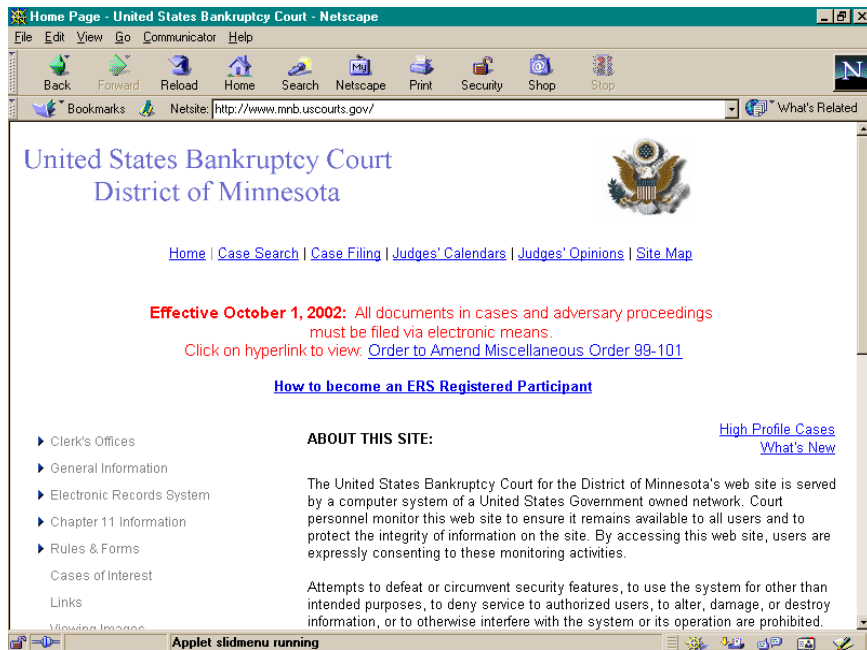 Home Page - United States Bankruptcy Court - Netscape
File Edit View Go Communicator Help
Back Forward Reload Home Search Netscape Print Security Shop Stop
Bookmarks Netsite: http://www.mnb.uscourts.gov/ What's Related
United States Bankruptcy Court
District of Minnesota
Home | Case Search | Case Filing | Judges' Calendars | Judges' Opinions | Site Map
Effective October 1, 2002: All documents in cases and adversary proceedings
must be filed via electronic means.
Click on hyperlink to view: Order to Amend Miscellaneous Order 99-101
How to become an ERS Registered Participant
Clerk's Offices
General Information
Electronic Records System
Chapter 11 Information
Rules & Forms
Cases of Interest
Links
Viewing Images
ABOUT THIS SITE:
High Profile Cases
What's New
The United States Bankruptcy Court for the District of Minnesota's web site is served
by a computer system of a United States Government owned network. Court
personnel monitor this web site to ensure it remains available to all users and to
protect the integrity of information on the site. By accessing this web site, users are
expressly consenting to these monitoring activities.
Attempts to defeat or circumvent security features, to use the system for other than
intended purposes, to deny service to authorized users, to alter, damage, or destroy
information, or to otherwise interfere with the system or its operation are prohibited.
Applet slidmenu running